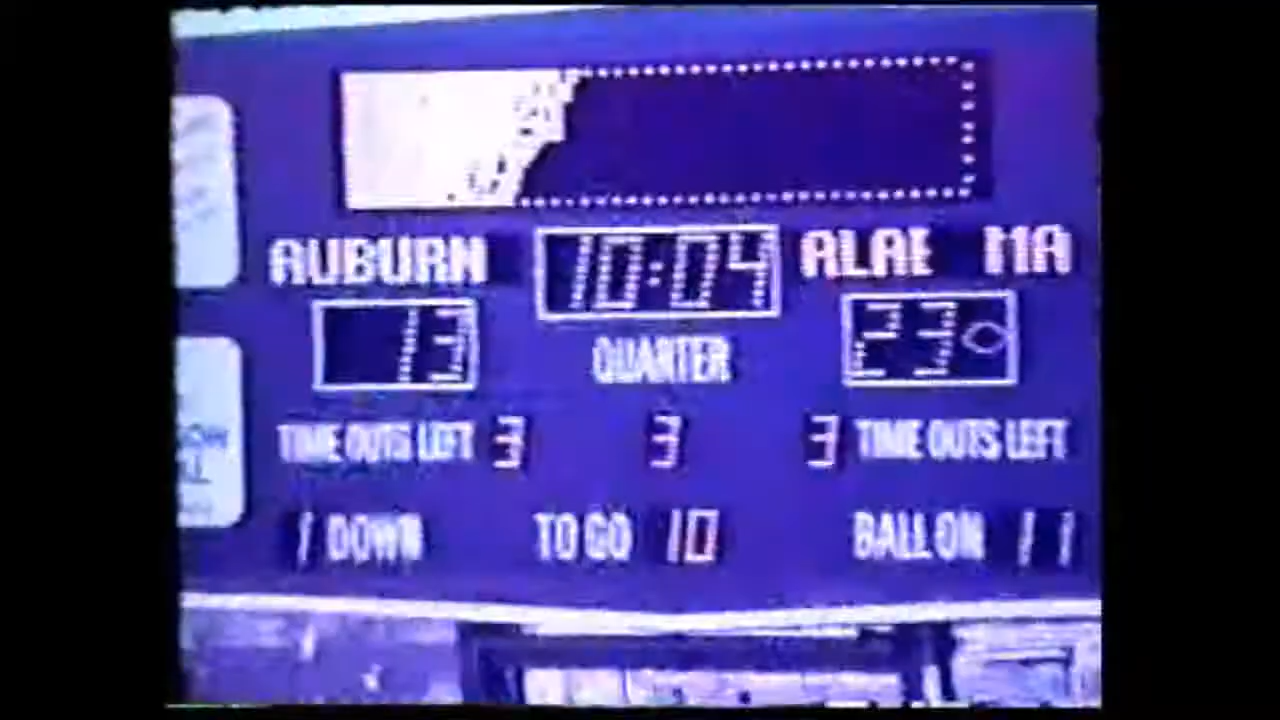 AUBURN 10:04 ALAB MA
13 QUARTER 23
TIME OUTS LEFT 3 3 3 TIME OUTS LEFT
1 DOWN TO GO 10 BALL ON 11